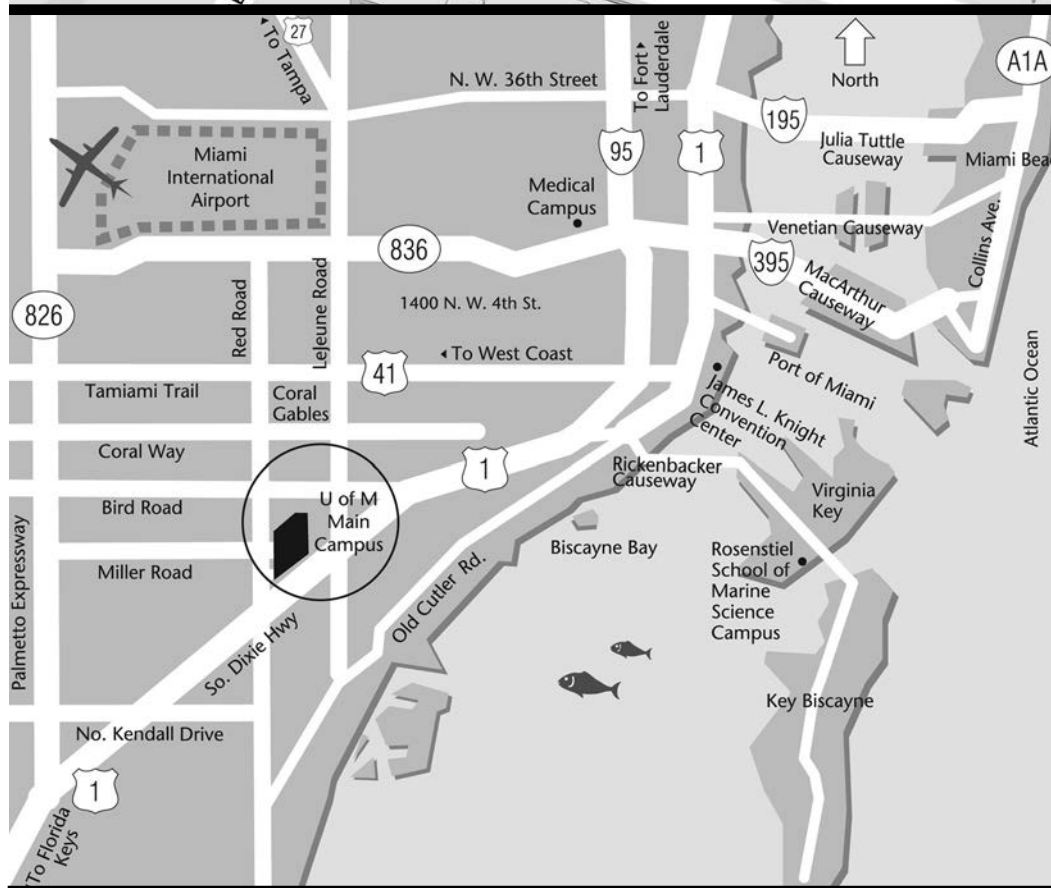 To Tampa
27
N. W. 36th Street
To Fort
Lauderdale
North
A1A
195
Julia Tuttle
Causeway
95
1
Miami
International
Airport
Miami Beac
Medical
Campus
Venetian Causeway
836
395
MacArthur
Causeway
Collins Ave.
826
Red Road
LeJeune Road
1400 N. W. 4th St.
To West Coast
41
Tamiami Trail
Coral
Gables
Port of Miami
James L. Knight
Convention
Center
Atlantic Ocean
Coral Way
1
Rickenbacker
Causeway
Bird Road
U of M
Main
Campus
Virginia
Key
Biscayne Bay
Miller Road
Rosenstiel
School of
Marine
Science
Campus
Palmetto Expressway
Old Cutler Rd.
So. Dixie Hwy
Key Biscayne
No. Kendall Drive
1
To Florida
Keys